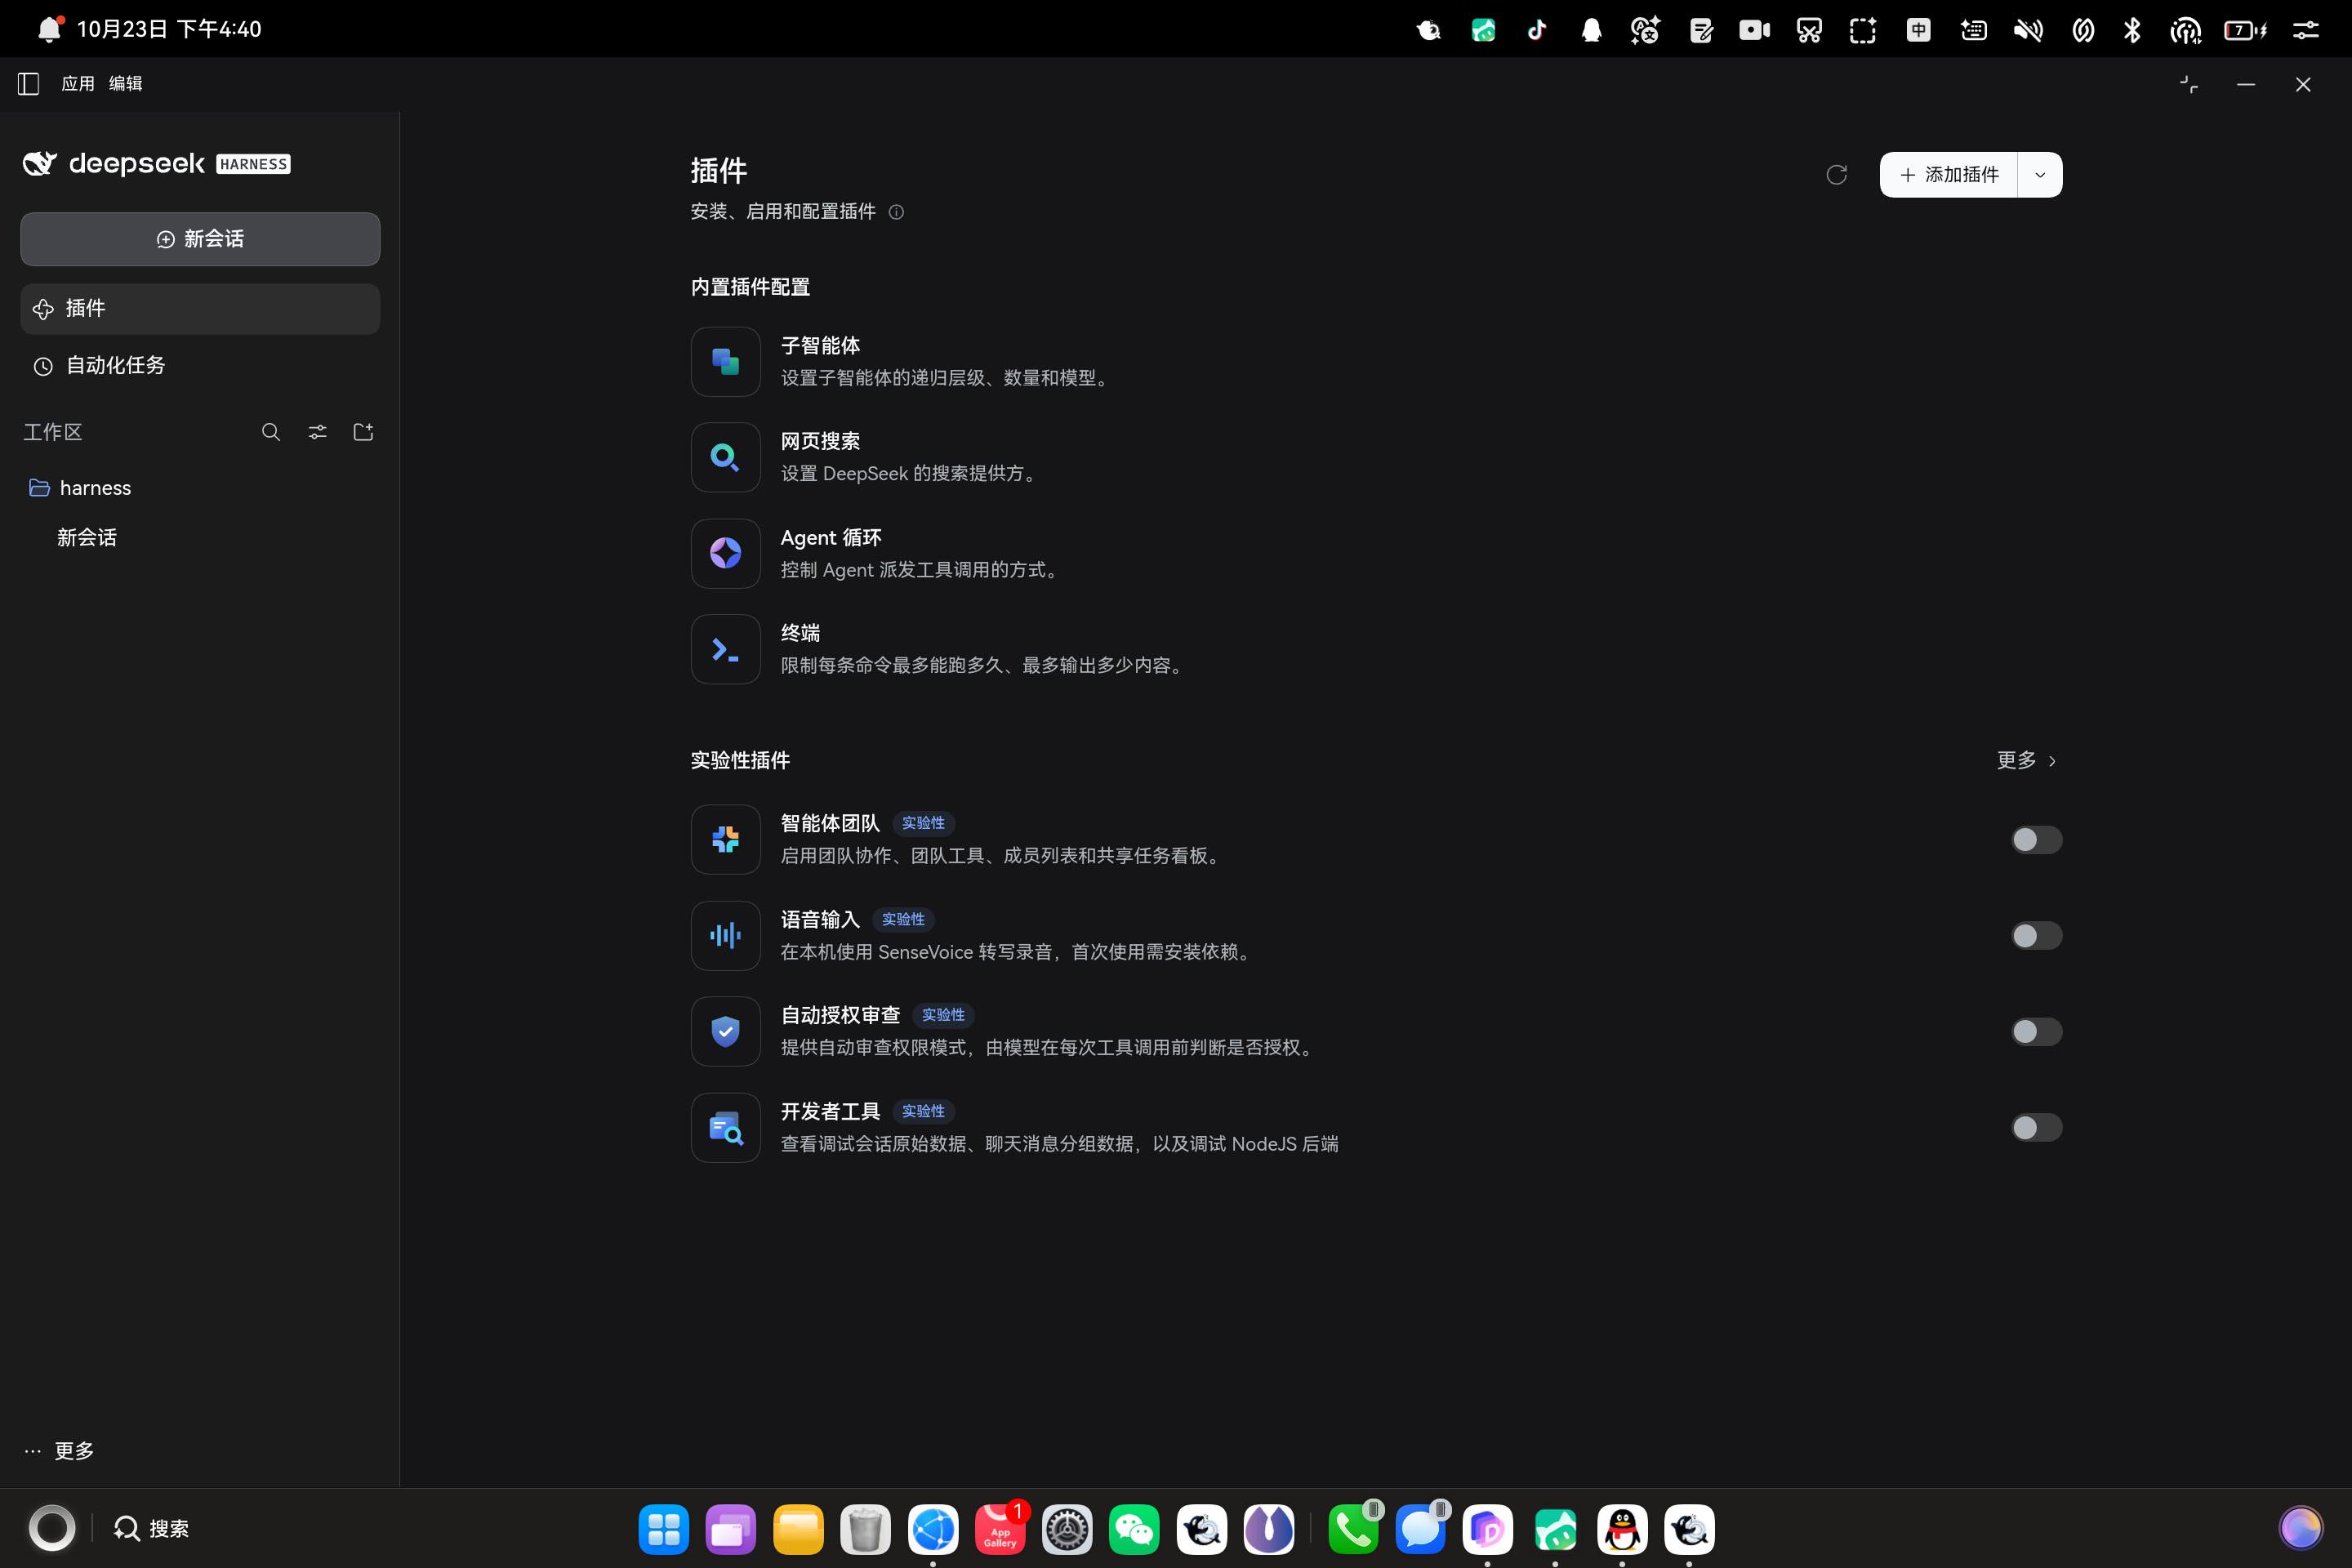 10月23日 下午4:40
7
应用 编辑
deepseek HARNESS
新会话
插件
自动化任务
工作区
harness
新会话
更多
插件
添加插件
安装、启用和配置插件
内置插件配置
子智能体
设置子智能体的递归层级、数量和模型。
网页搜索
设置 DeepSeek 的搜索提供方。
Agent 循环
控制 Agent 派发工具调用的方式。
终端
限制每条命令最多能跑多久、最多输出多少内容。
实验性插件
更多
智能体团队 实验性
启用团队协作、团队工具、成员列表和共享任务看板。
语音输入 实验性
在本机使用 SenseVoice 转写录音，首次使用需安装依赖。
自动授权审查 实验性
提供自动审查权限模式，由模型在每次工具调用前判断是否授权。
开发者工具 实验性
查看调试会话原始数据、聊天消息分组数据，以及调试 NodeJS 后端
搜索
1
App
Gallery